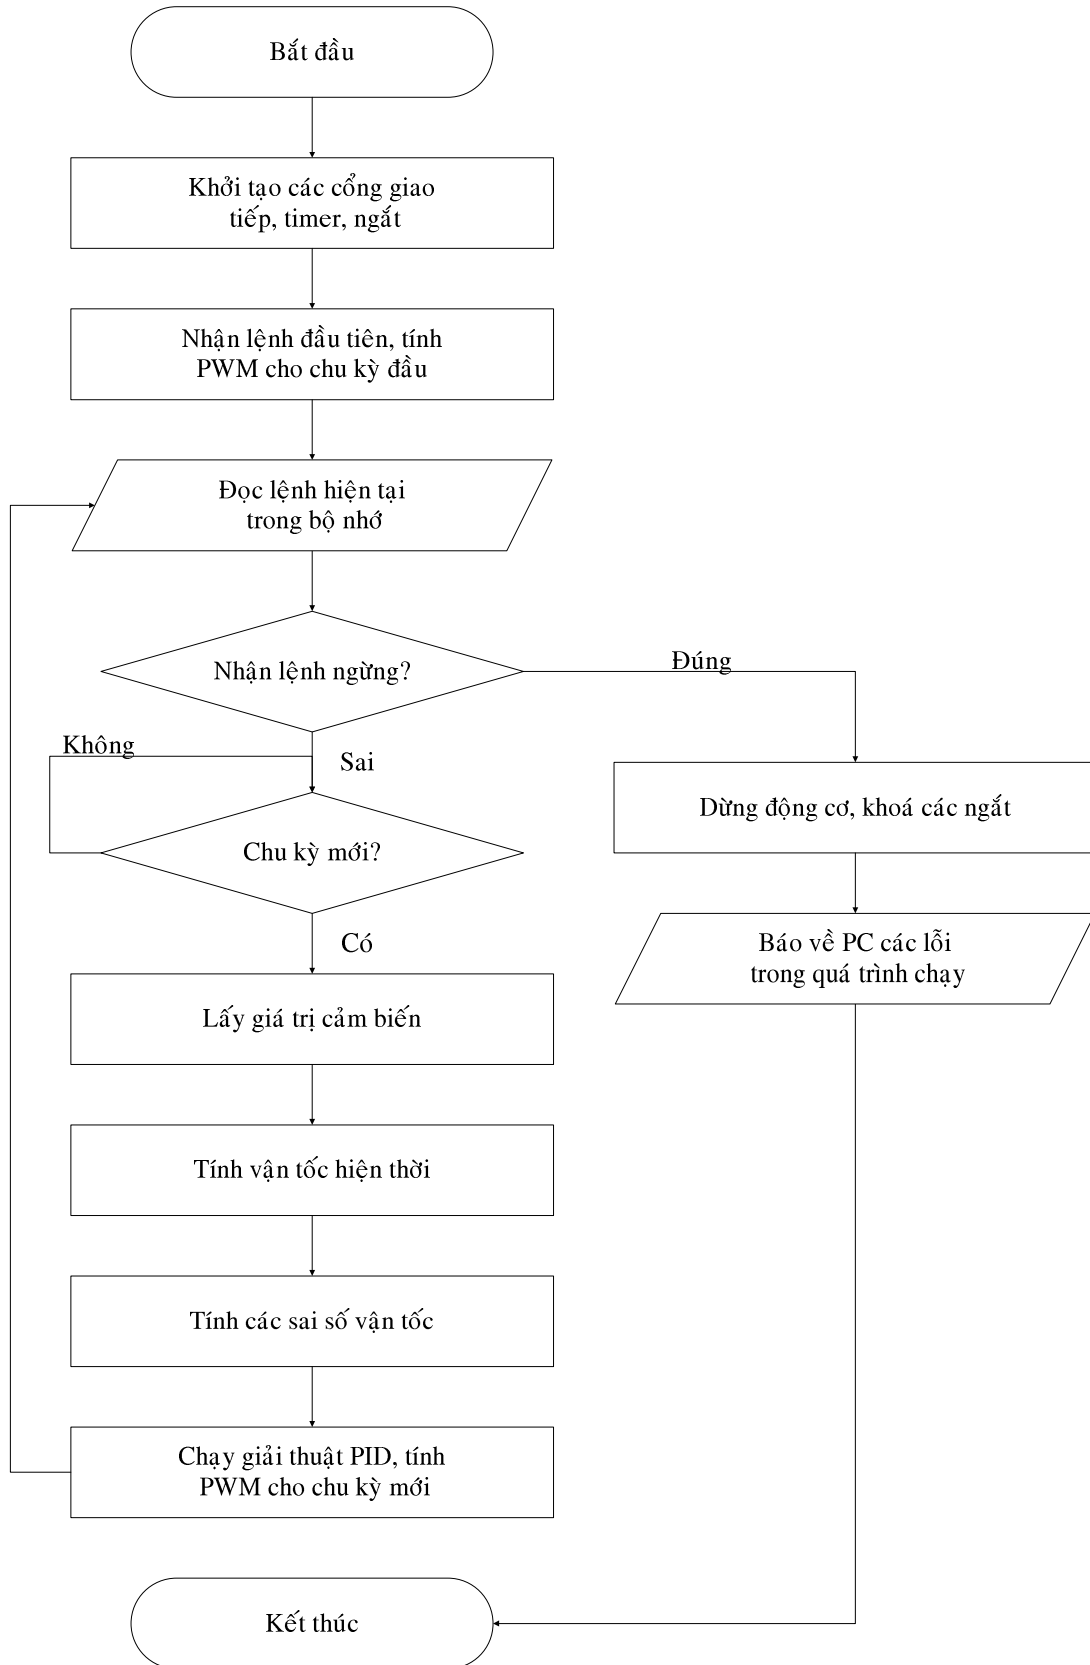 Bắt đầu
Khởi tạo các cổng giao
tiếp, timer, ngắt
Nhận lệnh đầu tiên, tính
PWM cho chu kỳ đầu
Đọc lệnh hiện tại
trong bộ nhớ
Nhận lệnh ngừng?
Đúng
Không
Sai
Dừng động cơ, khoá các ngắt
Chu kỳ mới?
Có
Báo về PC các lỗi
trong quá trình chạy
Lấy giá trị cảm biến
Tính vận tốc hiện thời
Tính các sai số vận tốc
Chạy giải thuật PID, tính
PWM cho chu kỳ mới
Kết thúc